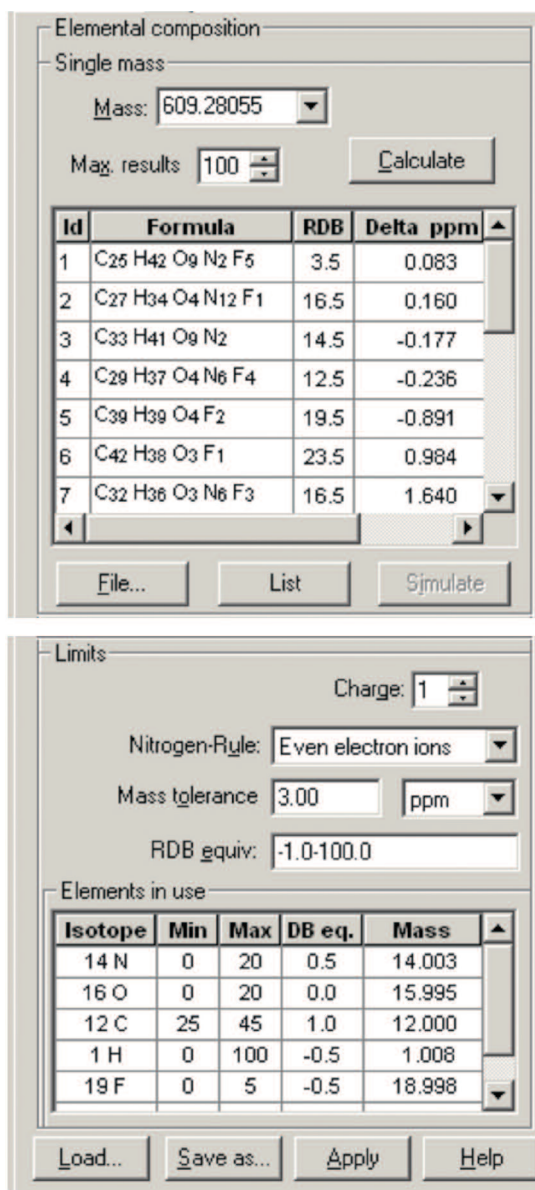 Elemental composition
Single mass
Mass: 609.28055
Max. results 100 Calculate
Id Formula RDB Delta ppm
1 C25 H42 O9 N2 F5 3.5 0.083
2 C27 H34 O4 N12 F1 16.5 0.160
3 C33 H41 O9 N2 14.5 -0.177
4 C29 H37 O4 N6 F4 12.5 -0.236
5 C39 H39 O4 F2 19.5 -0.891
6 C42 H38 O3 F1 23.5 0.984
7 C32 H36 O3 N6 F3 16.5 1.640
File... List Simulate
Limits
Charge: 1
Nitrogen-Rule: Even electron ions
Mass tolerance 3.00 ppm
RDB equiv: -1.0-100.0
Elements in use
Isotope Min Max DB eq. Mass
14 N 0 20 0.5 14.003
16 O 0 20 0.0 15.995
12 C 25 45 1.0 12.000
1 H 0 100 -0.5 1.008
19 F 0 5 -0.5 18.998
Load... Save as... Apply Help